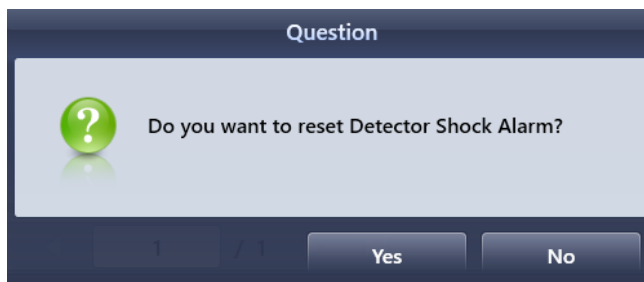 Question
Do you want to reset Detector Shock Alarm?
1 / 1
Yes No